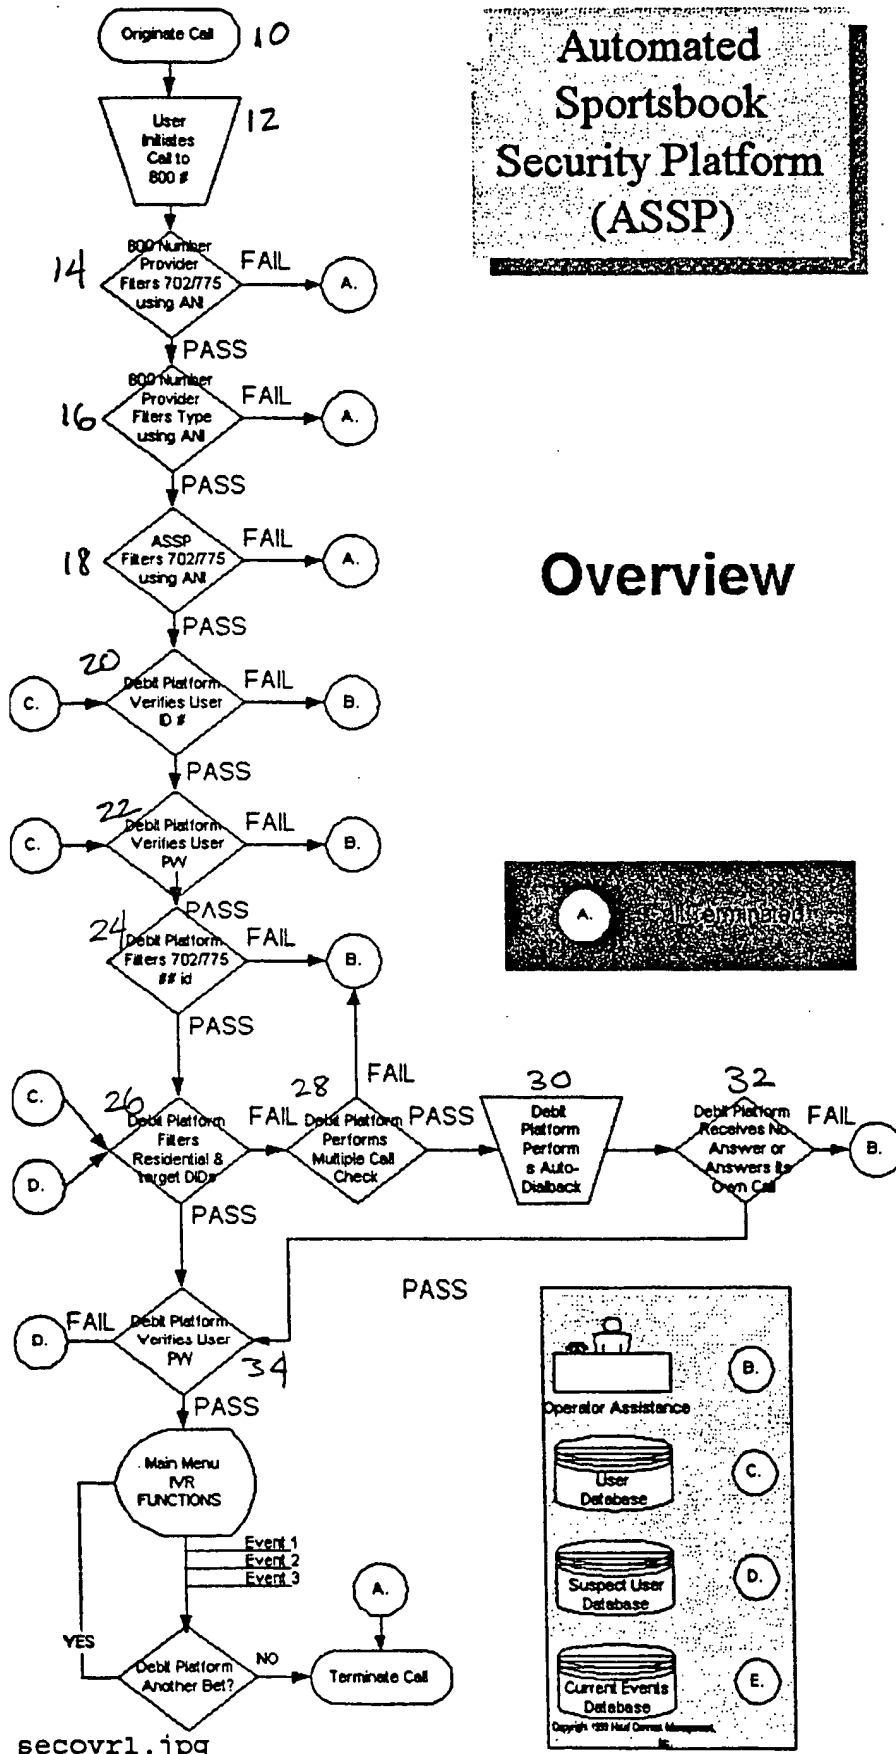 Originate Call
10
Automated
Sportsbook
Security Platform
(ASSP)
User
Initiates
Call to
800 #
12
800 Number
Provider
Filters 702/775
using ANI
14
FAIL
A.
PASS
800 Number
Provider
Filters Type
using ANI
16
FAIL
A.
PASS
ASSP
Filters 702/775
using ANI
18
FAIL
A.
Overview
PASS
20
C.
Debit Platform
Verifies User
ID #
FAIL
B.
PASS
22
C.
Debit Platform
Verifies User
PW
FAIL
B.
PASS
24
Debit Platform
Filters 702/775
## id
FAIL
B.
A.
Call Terminated
PASS
C.
D.
26
Debit Platform
Filters
Residential &
target DIDs
FAIL
28
Debit Platform
Performs
Multiple Call
Check
FAIL
PASS
30
Debit
Platform
Perform
s Auto-
Dialback
32
Debit Platform
Receives No
Answer or
Answers Its
Own Call
FAIL
B.
PASS
PASS
D.
FAIL
Debit Platform
Verifies User
PW
34
PASS
Main Menu
IVR
FUNCTIONS
Event 1
Event 2
Event 3
A.
YES
Debit Platform
Another Bet?
NO
Terminate Call
Operator Assistance
B.
User
Database
C.
Suspect User
Database
D.
Current Events
Database
E.
Copyright 1999
Management,
Inc.
secovr1.jpg